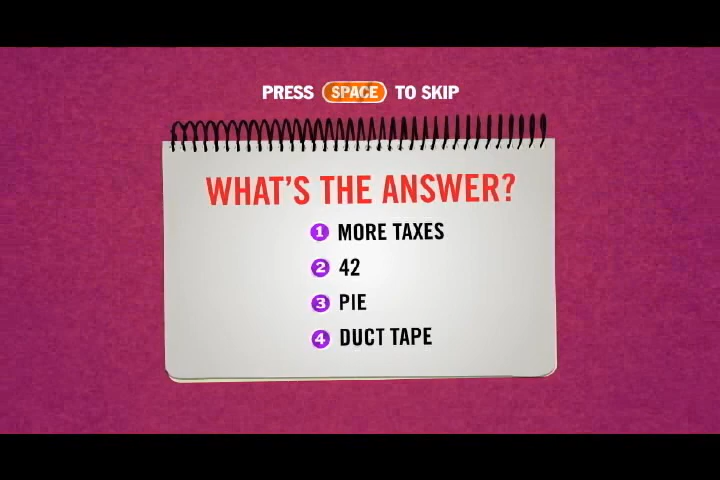 PRESS SPACE TO SKIP
WHAT'S THE ANSWER?
1 MORE TAXES
2 42
3 PIE
4 DUCT TAPE